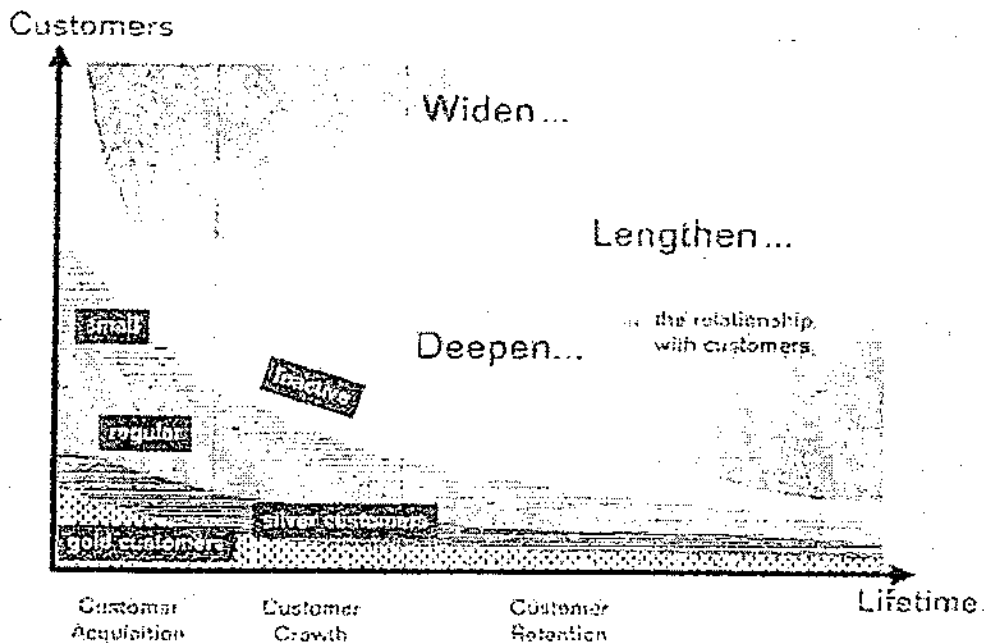 Customers
Widen...
Lengthen...
... the relationship
with customers.
Deepen...
small
inactive
regular
silver customers
gold customers
Lifetime
Customer
Acquisition
Customer
Growth
Customer
Retention